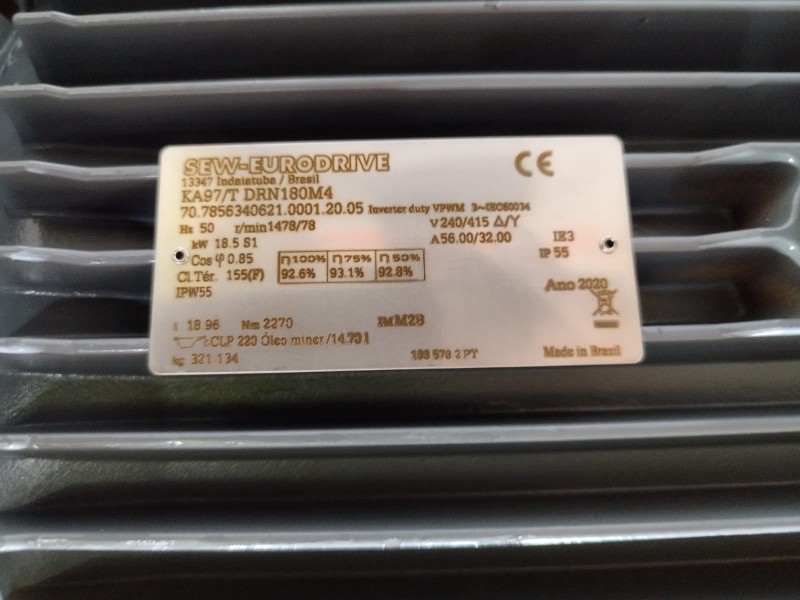 SEW-EURODRIVE CE
13347 Indaiatuba / Brasil
KA97/T DRN180M4
70.7856340621.0001.20.05 Inverter duty VPWM 3~IEC60034
Hz 50 r/min1478/78 V 240/415 Δ/Y
kW 18.5 S1 A56.00/32.00 IE3
Cos φ 0.85 η100% η75% η50% IP 55
Cl.Tér. 155(F) 92.6% 93.1% 92.8% Ano 2020
IPW55
i 18.96 Nm 2270 IMM2B
CLP 220 Óleo miner/14.70 l
kg 321.134 188 578 2 PT Made in Brasil